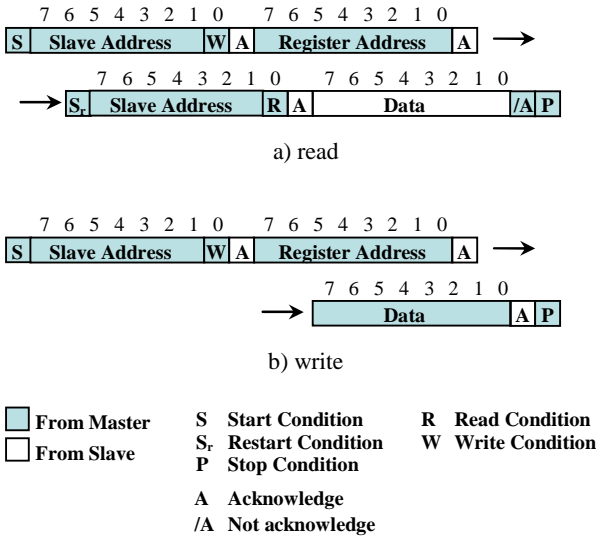 7 6 5 4 3 2 1 0 7 6 5 4 3 2 1 0
S Slave Address W A Register Address A
7 6 5 4 3 2 1 0 7 6 5 4 3 2 1 0
Sr Slave Address R A Data /A P
a) read
7 6 5 4 3 2 1 0 7 6 5 4 3 2 1 0
S Slave Address W A Register Address A
7 6 5 4 3 2 1 0
Data A P
b) write
From Master S Start Condition R Read Condition
From Slave Sr Restart Condition W Write Condition
P Stop Condition
A Acknowledge
/A Not acknowledge